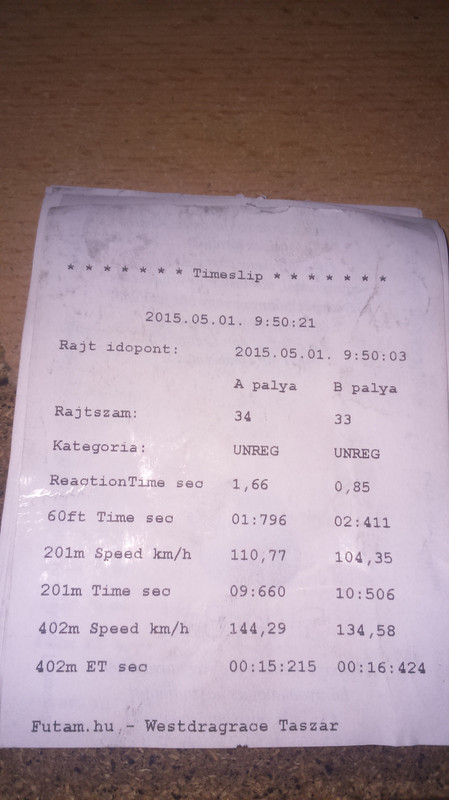 * * * * * * * Timeslip * * * * * * *
2015.05.01. 9:50:21
Rajt idopont: 2015.05.01. 9:50:03
A palya B palya
Rajtszam: 34 33
Kategoria: UNREG UNREG
ReactionTime sec 1,66 0,85
60ft Time sec 01:796 02:411
201m Speed km/h 110,77 104,35
201m Time sec 09:660 10:506
402m Speed km/h 144,29 134,58
402m ET sec 00:15:215 00:16:424
Futam.hu - Westdragrace Taszar